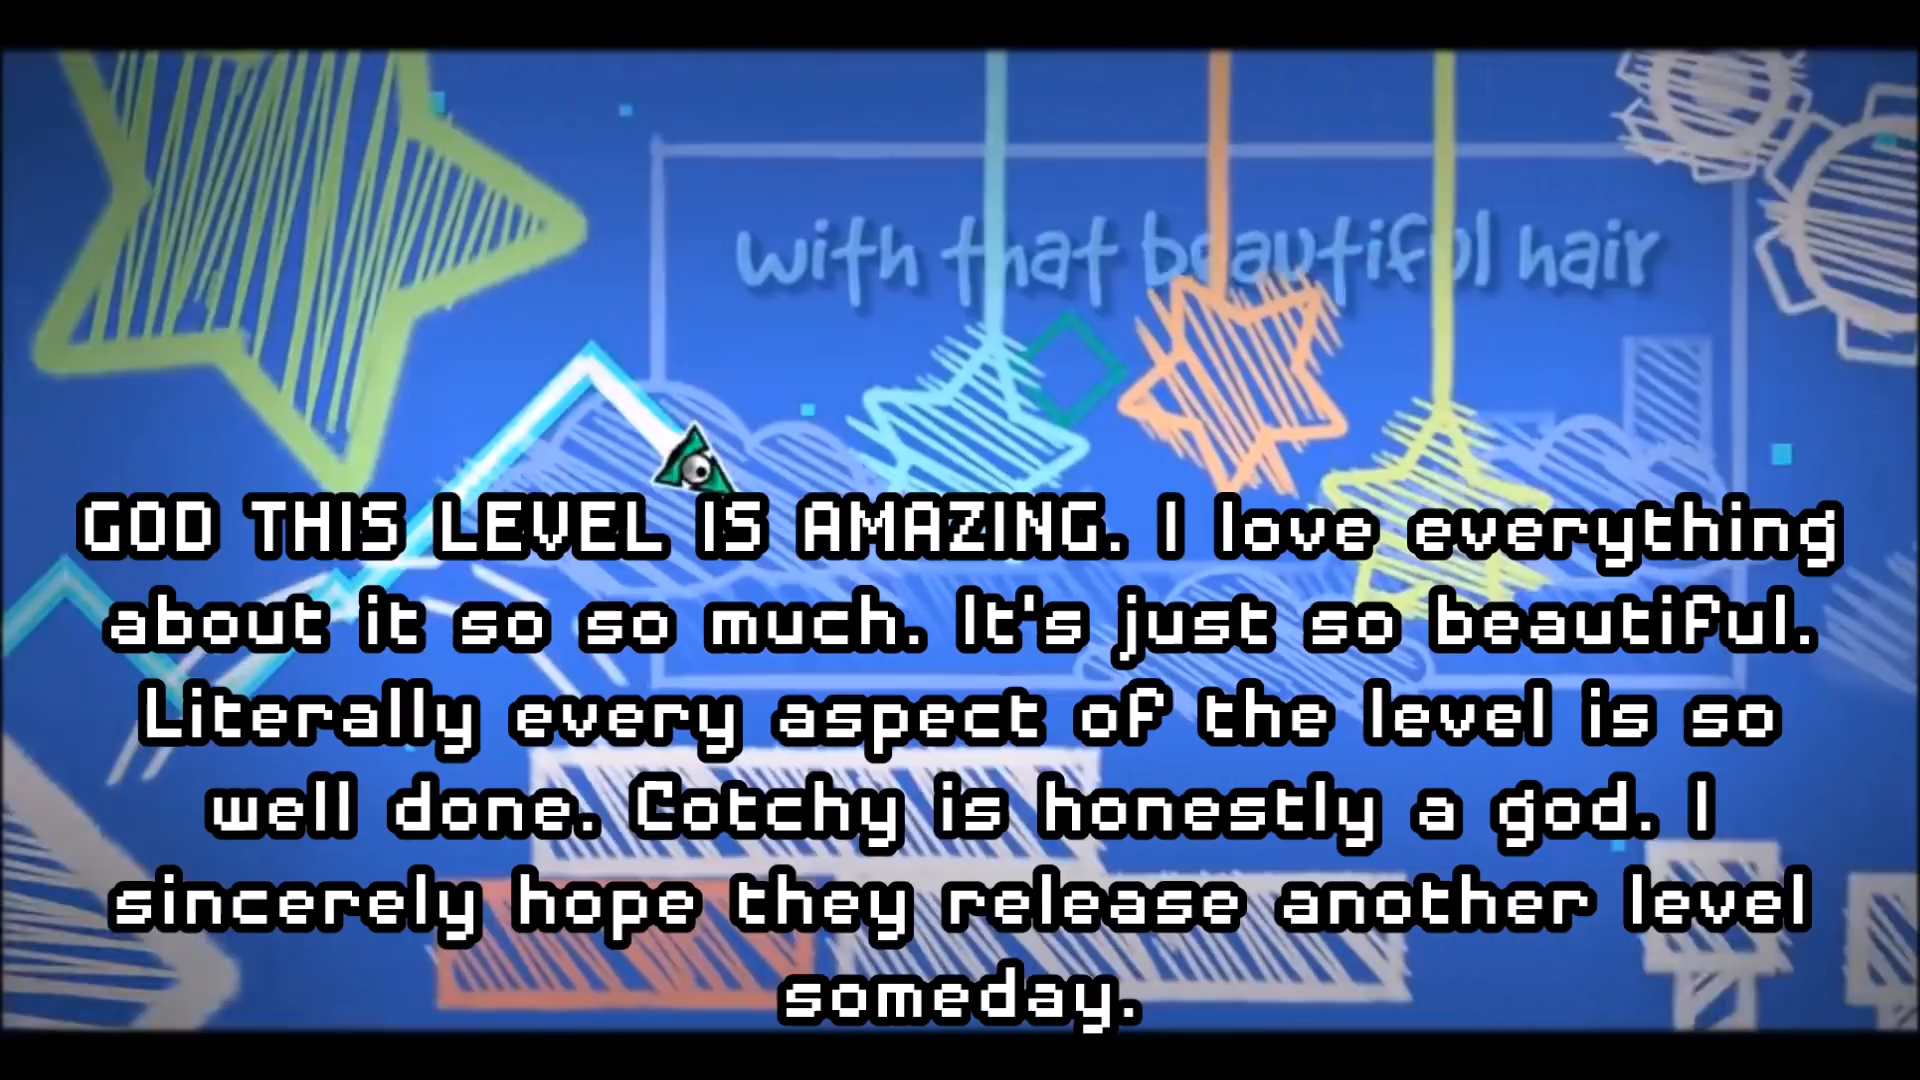 with that beautiful hair
GOD THIS LEVEL IS AMAZING. I love everything
about it so so much. It's just so beautiful.
Literally every aspect of the level is so
well done. Cotchy is honestly a god. I
sincerely hope they release another level
someday.